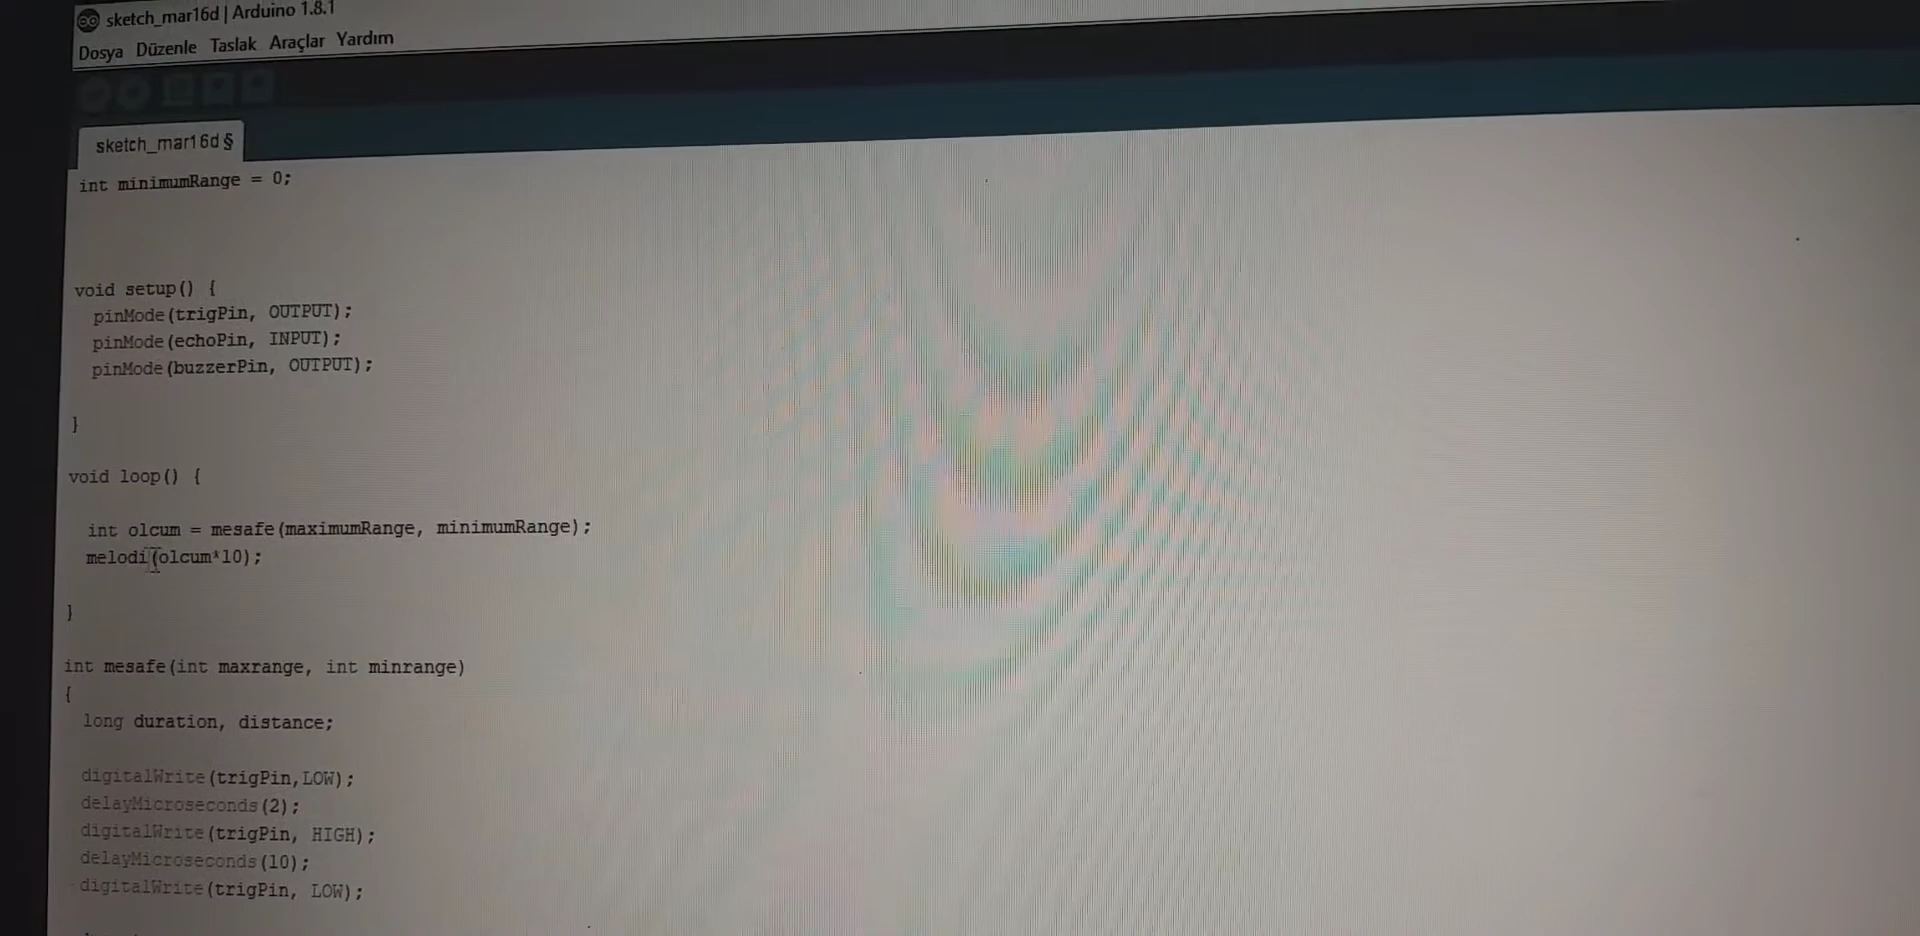 sketch_mar16d | Arduino 1.8.1
Dosya Düzenle Taslak Araçlar Yardım
sketch_mar16d §
int minimumRange = 0;
void setup() {
pinMode(trigPin, OUTPUT);
pinMode(echoPin, INPUT);
pinMode(buzzerPin, OUTPUT);
}
void loop() {
int olcum = mesafe(maximumRange, minimumRange);
melodi(olcum*10);
}
int mesafe(int maxrange, int minrange)
{
long duration, distance;
digitalWrite(trigPin,LOW);
delayMicroseconds(2);
digitalWrite(trigPin, HIGH);
delayMicroseconds(10);
digitalWrite(trigPin, LOW);